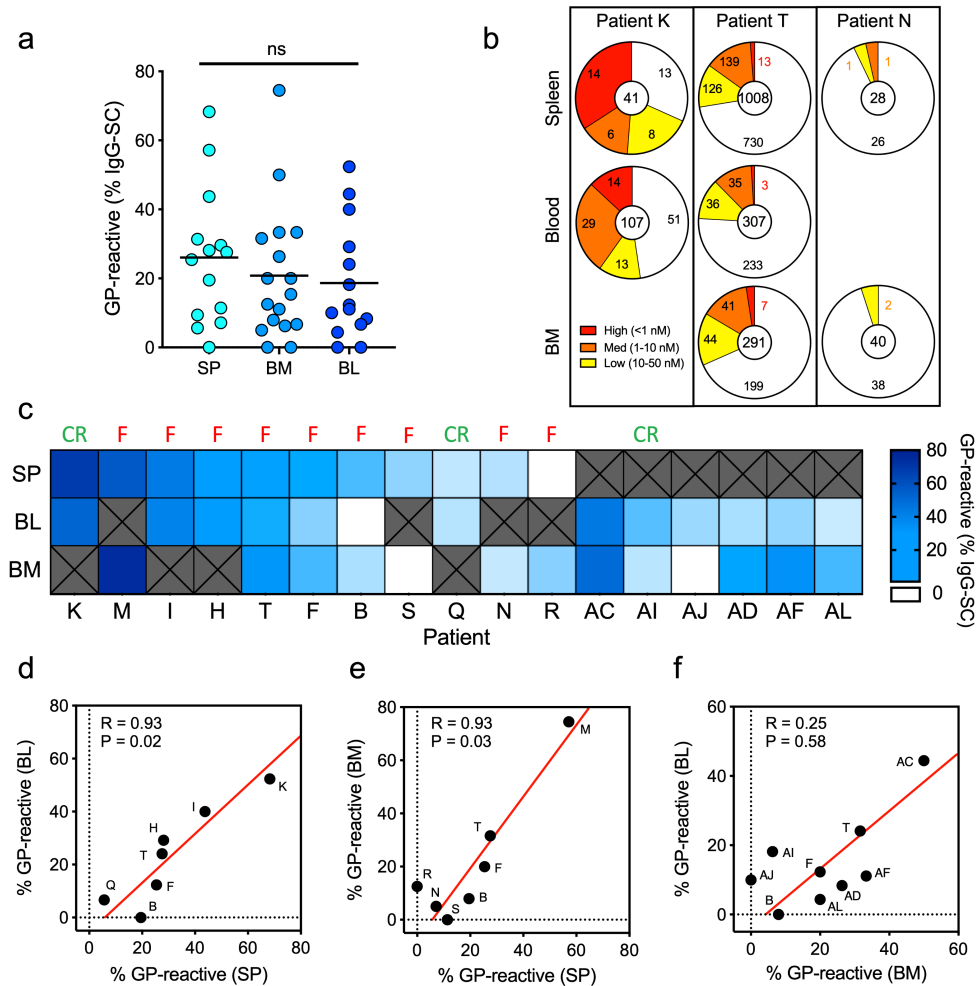 a
ns
GP-reactive (% IgG-SC)
80
60
40
20
0
SP
BM
BL
b
Patient K
Patient T
Patient N
Spleen
14
13
41
6
8
139
13
126
1008
730
1
1
28
26
Blood
14
29
107
51
13
35
3
36
307
233
BM
High (<1 nM)
Med (1-10 nM)
Low (10-50 nM)
41
7
44
291
199
2
40
38
c
CR F F F F F F F CR F F CR
SP
BL
BM
K M I H T F B S Q N R AC AI AJ AD AF AL
Patient
80
60
40
20
0
GP-reactive (% IgG-SC)
d
R = 0.93
P = 0.02
% GP-reactive (BL)
80
60
40
20
0
K
I
H
T
F
Q
B
0 20 40 60 80
% GP-reactive (SP)
e
R = 0.93
P = 0.03
% GP-reactive (BM)
80
60
40
20
0
M
T
F
R
N
B
S
0 20 40 60 80
% GP-reactive (SP)
f
R = 0.25
P = 0.58
% GP-reactive (BL)
60
40
20
0
AC
T
AI
F
AF
AJ
AD
B
AL
0 20 40 60
% GP-reactive (BM)